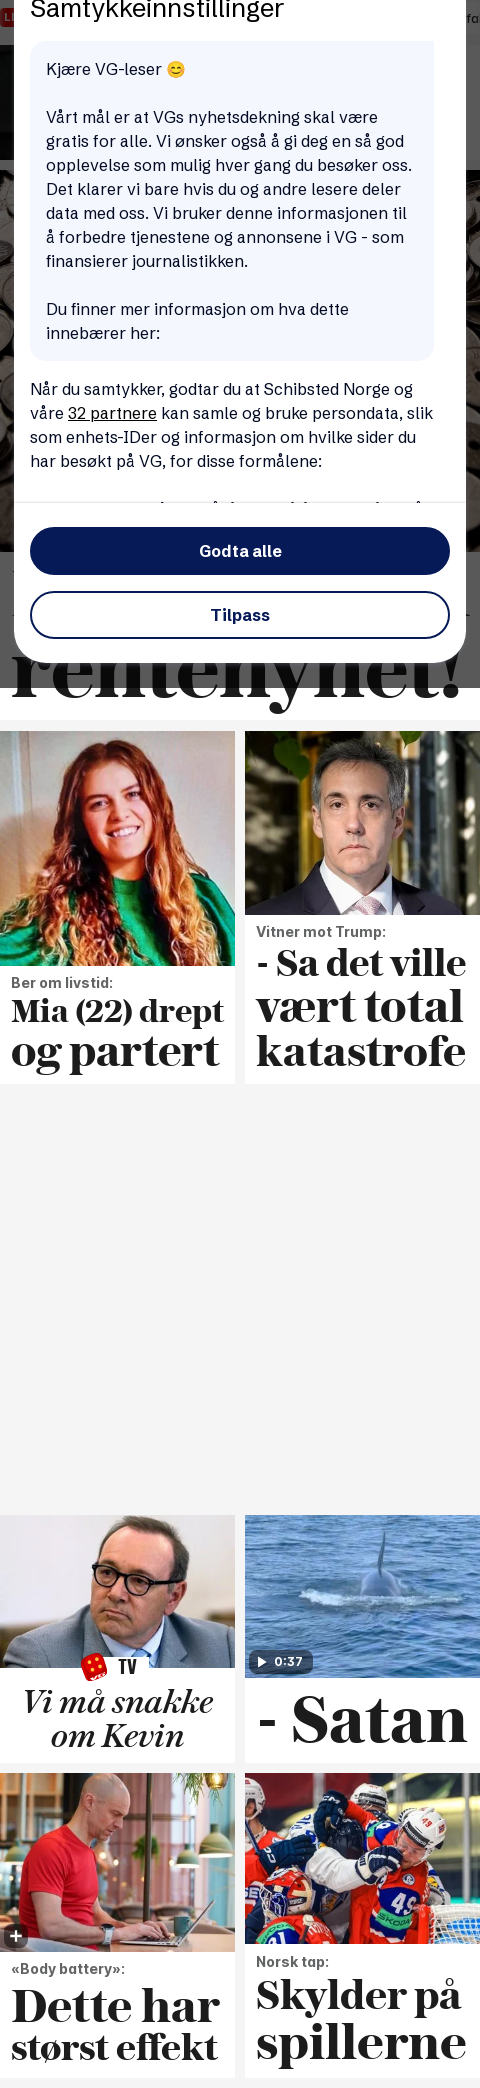 Samtykkeinnstillinger
Kjære VG-leser 😊
Vårt mål er at VGs nyhetsdekning skal være
gratis for alle. Vi ønsker også å gi deg en så god
opplevelse som mulig hver gang du besøker oss.
Det klarer vi bare hvis du og andre lesere deler
data med oss. Vi bruker denne informasjonen til
å forbedre tjenestene og annonsene i VG - som
finansierer journalistikken.
Du finner mer informasjon om hva dette
innebærer her:
Når du samtykker, godtar du at Schibsted Norge og
våre 32 partnere kan samle og bruke persondata, slik
som enhets-IDer og informasjon om hvilke sider du
har besøkt på VG, for disse formålene:
Godta alle
Tilpass
rentenyhet!
Ber om livstid:
Mia (22) drept
og partert
Vitner mot Trump:
- Sa det ville
vært total
katastrofe
TV
Vi må snakke
om Kevin
0:37
- Satan
«Body battery»:
Dette har
størst effekt
49
49
SKODA
Norsk tap:
Skylder på
spillerne